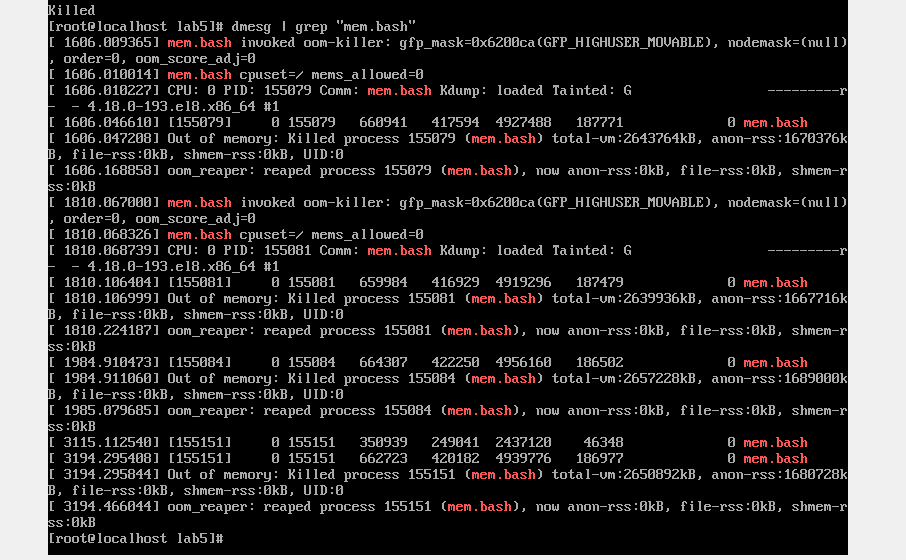 Killed
[root@localhost lab5]# dmesg | grep "mem.bash"
[ 1606.009365] mem.bash invoked oom-killer: gfp_mask=0x6200ca(GFP_HIGHUSER_MOVABLE), nodemask=(null)
, order=0, oom_score_adj=0
[ 1606.010014] mem.bash cpuset=/ mems_allowed=0
[ 1606.010227] CPU: 0 PID: 155079 Comm: mem.bash Kdump: loaded Tainted: G                 ---------r
-  - 4.18.0-193.el8.x86_64 #1
[ 1606.046610] [155079]     0 155079   660941   417594  4927488   187771             0 mem.bash
[ 1606.047208] Out of memory: Killed process 155079 (mem.bash) total-vm:2643764kB, anon-rss:1670376k
B, file-rss:0kB, shmem-rss:0kB, UID:0
[ 1606.168858] oom_reaper: reaped process 155079 (mem.bash), now anon-rss:0kB, file-rss:0kB, shmem-r
ss:0kB
[ 1810.067000] mem.bash invoked oom-killer: gfp_mask=0x6200ca(GFP_HIGHUSER_MOVABLE), nodemask=(null)
, order=0, oom_score_adj=0
[ 1810.068326] mem.bash cpuset=/ mems_allowed=0
[ 1810.068739] CPU: 0 PID: 155081 Comm: mem.bash Kdump: loaded Tainted: G                 ---------r
-  - 4.18.0-193.el8.x86_64 #1
[ 1810.106404] [155081]     0 155081   659984   416929  4919296   187479             0 mem.bash
[ 1810.106999] Out of memory: Killed process 155081 (mem.bash) total-vm:2639936kB, anon-rss:1667716k
B, file-rss:0kB, shmem-rss:0kB, UID:0
[ 1810.224187] oom_reaper: reaped process 155081 (mem.bash), now anon-rss:0kB, file-rss:0kB, shmem-r
ss:0kB
[ 1984.910473] [155084]     0 155084   664307   422250  4956160   186502             0 mem.bash
[ 1984.911060] Out of memory: Killed process 155084 (mem.bash) total-vm:2657228kB, anon-rss:1689000k
B, file-rss:0kB, shmem-rss:0kB, UID:0
[ 1985.079685] oom_reaper: reaped process 155084 (mem.bash), now anon-rss:0kB, file-rss:0kB, shmem-r
ss:0kB
[ 3115.112540] [155151]     0 155151   350939   249041  2437120    46348             0 mem.bash
[ 3194.295408] [155151]     0 155151   662723   420182  4939776   186977             0 mem.bash
[ 3194.295844] Out of memory: Killed process 155151 (mem.bash) total-vm:2650892kB, anon-rss:1680728k
B, file-rss:0kB, shmem-rss:0kB, UID:0
[ 3194.466044] oom_reaper: reaped process 155151 (mem.bash), now anon-rss:0kB, file-rss:0kB, shmem-r
ss:0kB
[root@localhost lab5]#